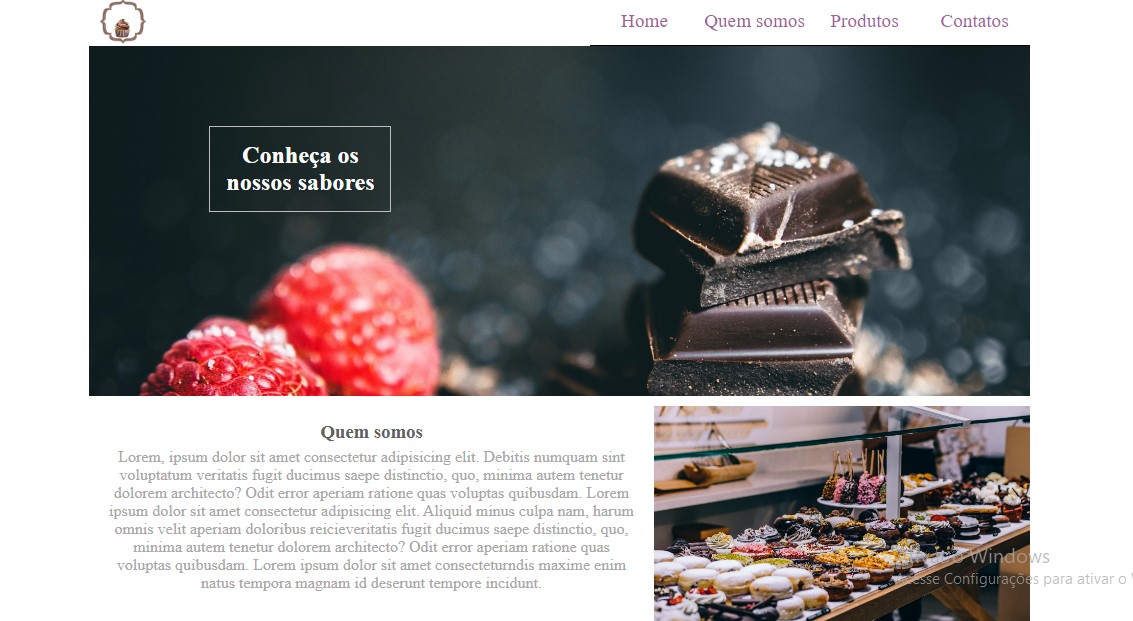 Home Quem somos Produtos Contatos
Conheça os
nossos sabores
Quem somos
Lorem, ipsum dolor sit amet consectetur adipisicing elit. Debitis numquam sint
voluptatum veritatis fugit ducimus saepe distinctio, quo, minima autem tenetur
dolorem architecto? Odit error aperiam ratione quas voluptas quibusdam. Lorem
ipsum dolor sit amet consectetur adipisicing elit. Aliquid minus culpa nam, harum
omnis velit aperiam doloribus reicieveritatis fugit ducimus saepe distinctio, quo,
minima autem tenetur dolorem architecto? Odit error aperiam ratione quas
voluptas quibusdam. Lorem ipsum dolor sit amet consecteturndis maxime enim
natus tempora magnam id deserunt tempore incidunt.
Windows
Configurações para ativar o